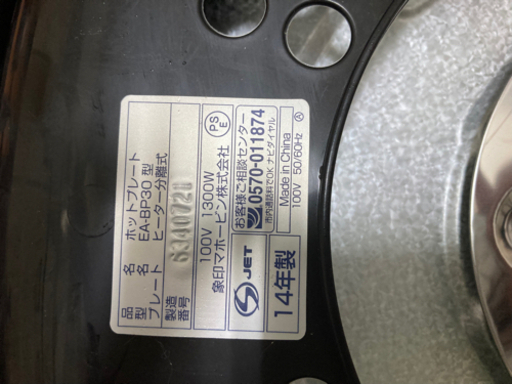 品名 ホットプレート
型名 EA-BP30 型
プレート ヒーター分離式
製造番号
100V 1300W
象印マホービン株式会社
PS E
お客様ご相談センター
0570-011874
市内通話料でOK ナビダイヤル
S JET
Made in China
100V 50/60Hz Ⓐ
14年製